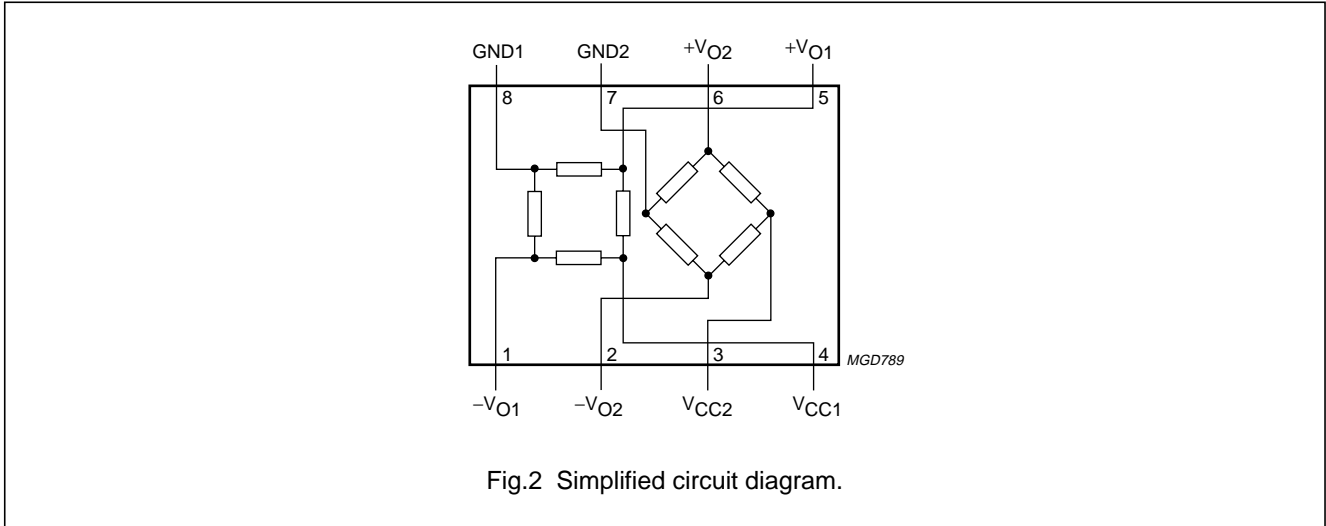 GND1 GND2 +VO2 +VO1
8 7 6 5
1 2 3 4
MGD789
−VO1 −VO2 VCC2 VCC1
Fig.2 Simplified circuit diagram.